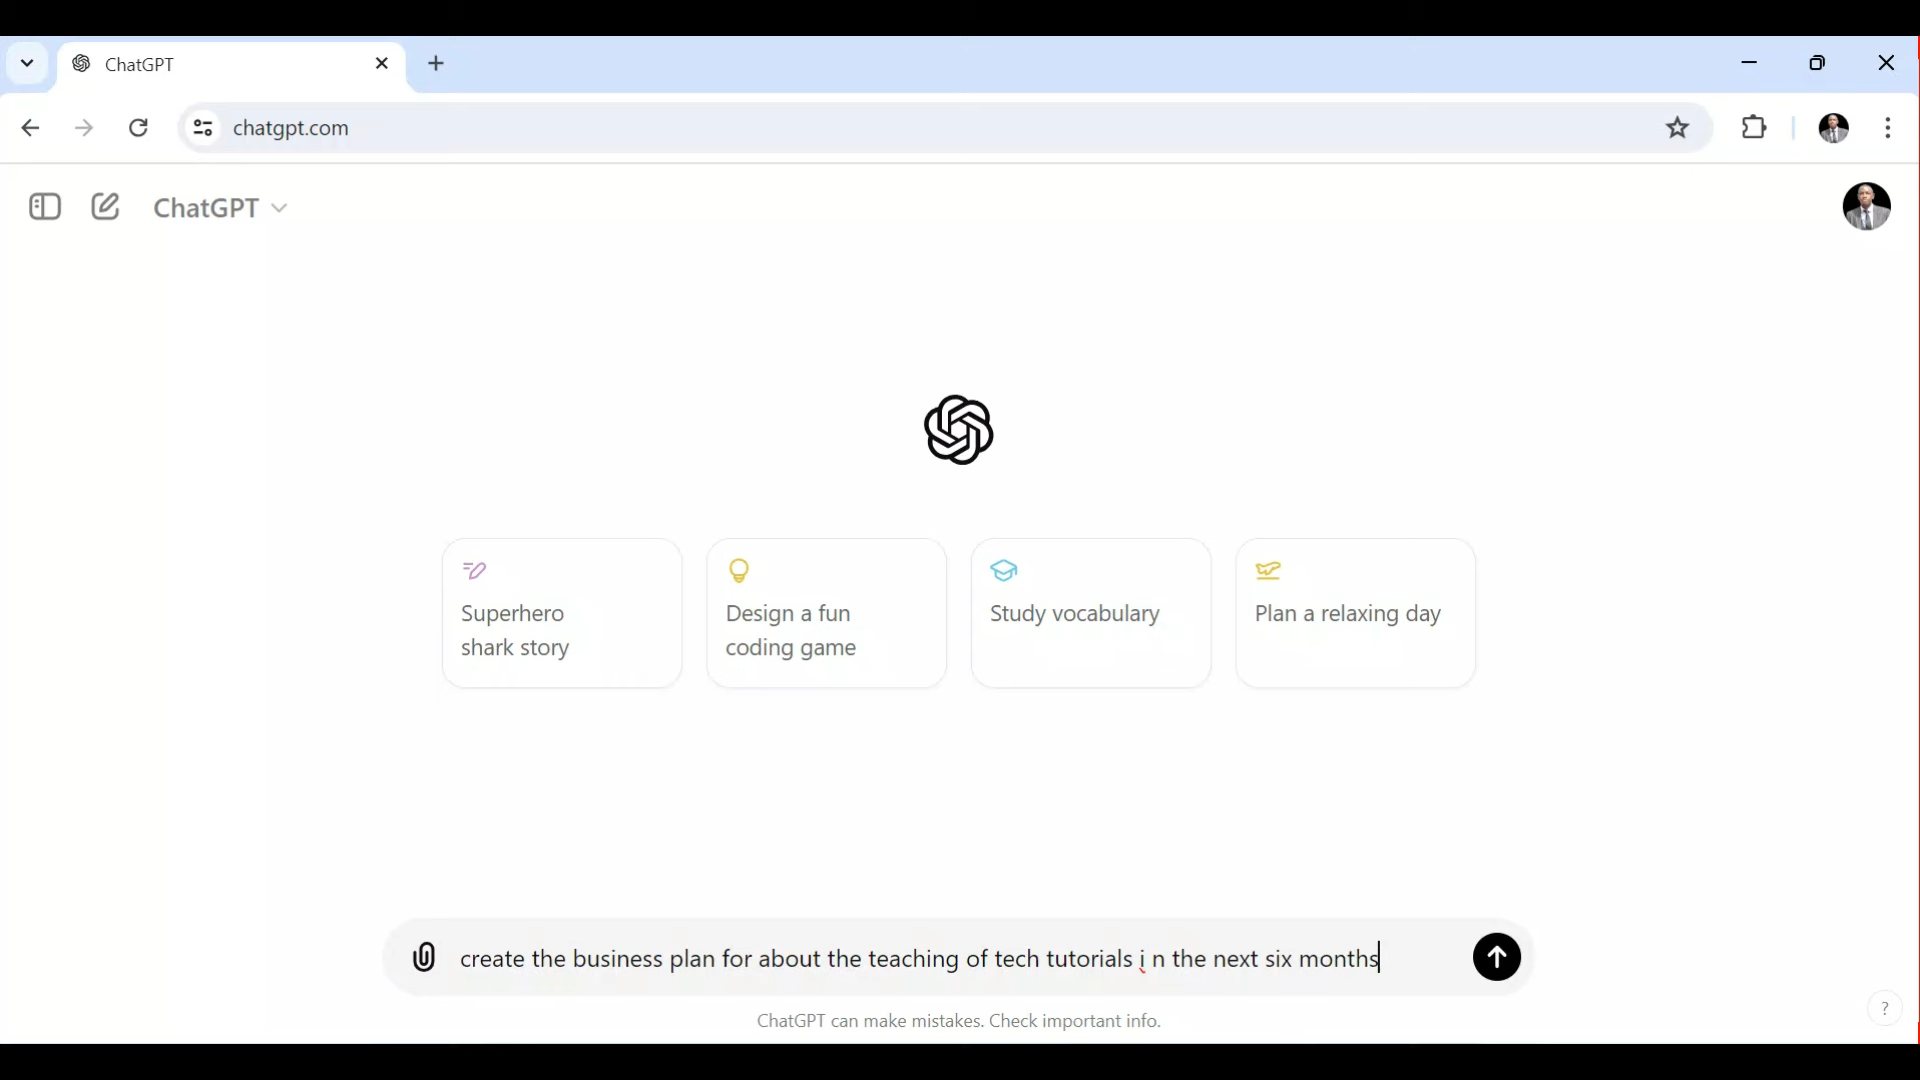 ChatGPT
chatgpt.com
ChatGPT
Superhero
shark story
Design a fun
coding game
Study vocabulary
Plan a relaxing day
create the business plan for about the teaching of tech tutorials i n the next six months
ChatGPT can make mistakes. Check important info.
?